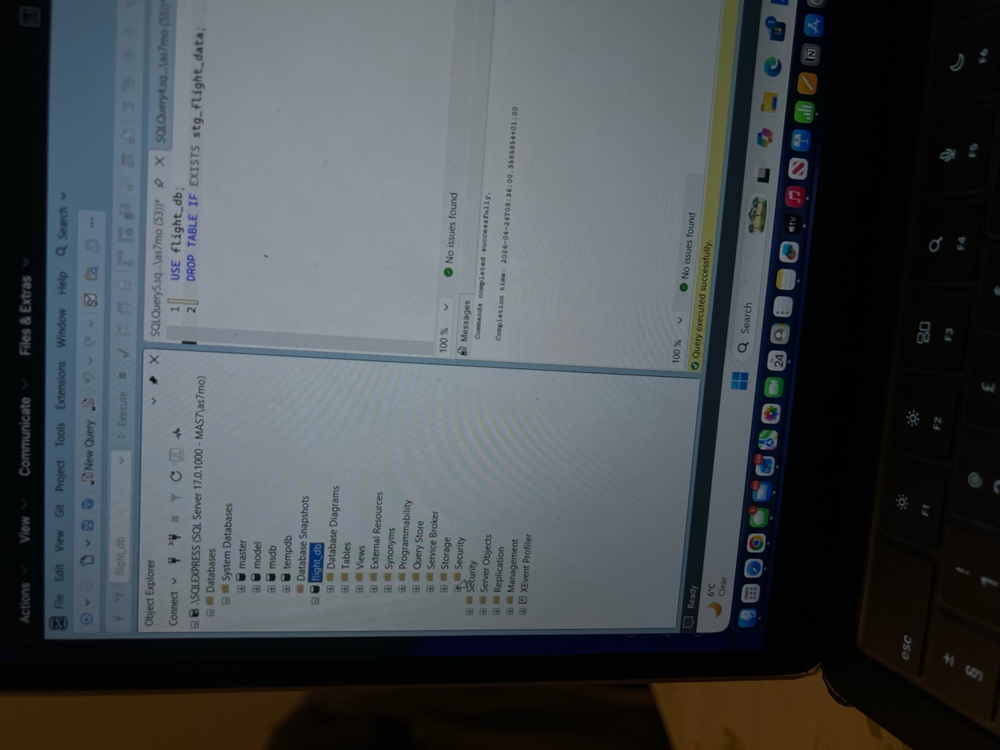 Actions View Communicate Files & Extras
File Edit View Git Project Tools Extensions Window Help Search
New Query
flight_db Execute
Object Explorer
Connect
.\SQLEXPRESS (SQL Server 17.0.1000 - MAS7\as7mo)
Databases
System Databases
master
model
msdb
tempdb
Database Snapshots
flight_db
Database Diagrams
Tables
Views
External Resources
Synonyms
Programmability
Query Store
Service Broker
Storage
Security
Security
Server Objects
Replication
Management
XEvent Profiler
SQLQuery5.sq...\as7mo (53))* SQLQuery4.sq...\as7mo (55))*
1 USE flight_db;
2 DROP TABLE IF EXISTS stg_flight_data;
100 % No issues found
Messages
Commands completed successfully.
Completion time: 2026-04-24T03:36:00.3585854+01:00
100 % No issues found
Query executed successfully.
Ready
6°C
Clear
Search
24
tv
esc F1 F2 F3 F4 F5 F6
§ ± 1 ! @ £